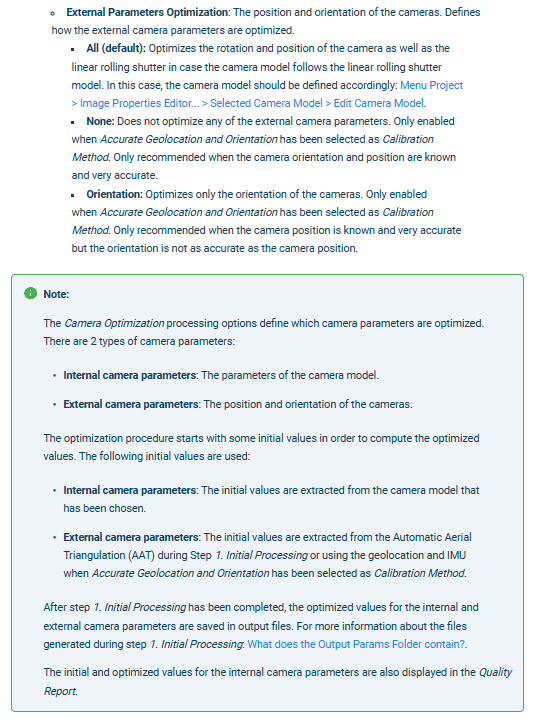 External Parameters Optimization: The position and orientation of the cameras. Defines
how the external camera parameters are optimized.
All (default): Optimizes the rotation and position of the camera as well as the
linear rolling shutter in case the camera model follows the linear rolling shutter
model. In this case, the camera model should be defined accordingly: Menu Project
> Image Properties Editor... > Selected Camera Model > Edit Camera Model.
None: Does not optimize any of the external camera parameters. Only enabled
when Accurate Geolocation and Orientation has been selected as Calibration
Method. Only recommended when the camera orientation and position are known
and very accurate.
Orientation: Optimizes only the orientation of the cameras. Only enabled
when Accurate Geolocation and Orientation has been selected as Calibration
Method. Only recommended when the camera position is known and very accurate
but the orientation is not as accurate as the camera position.
Note:
The Camera Optimization processing options define which camera parameters are optimized.
There are 2 types of camera parameters:
• Internal camera parameters: The parameters of the camera model.
• External camera parameters: The position and orientation of the cameras.
The optimization procedure starts with some initial values in order to compute the optimized
values. The following initial values are used:
• Internal camera parameters: The initial values are extracted from the camera model that
has been chosen.
• External camera parameters: The initial values are extracted from the Automatic Aerial
Triangulation (AAT) during Step 1. Initial Processing or using the geolocation and IMU
when Accurate Geolocation and Orientation has been selected as Calibration Method.
After step 1. Initial Processing has been completed, the optimized values for the internal and
external camera parameters are saved in output files. For more information about the files
generated during step 1. Initial Processing: What does the Output Params Folder contain?.
The initial and optimized values for the internal camera parameters are also displayed in the Quality
Report.